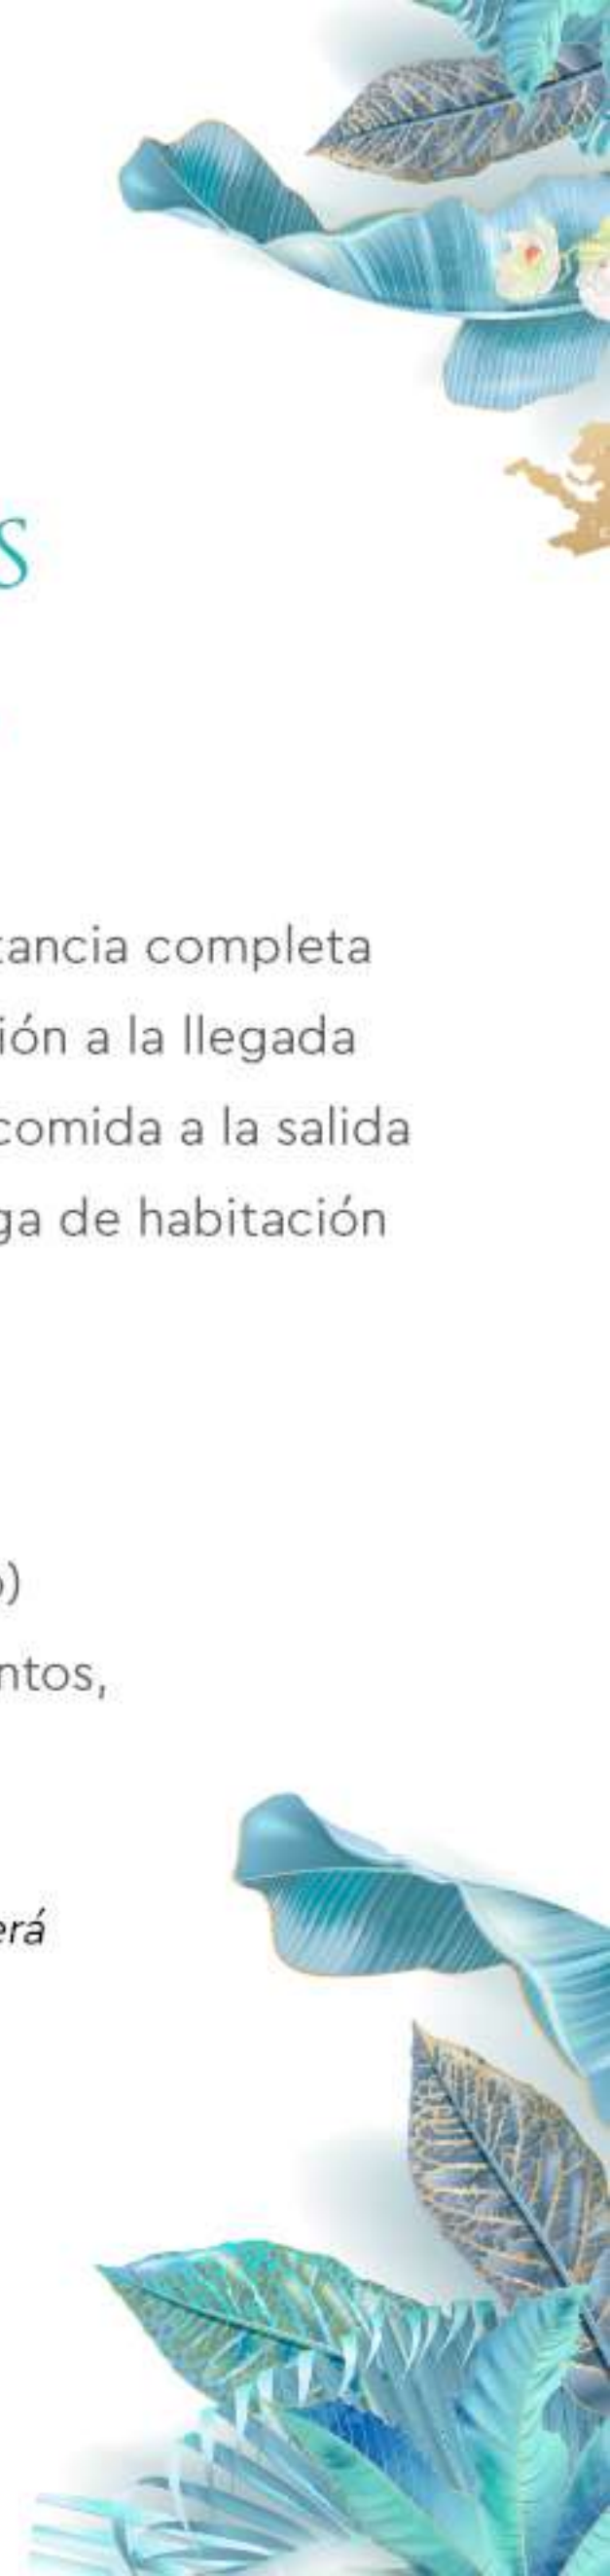 S
tancia completa
ión a la llegada
comida a la salida
ga de habitación
o)
ntos,
erá